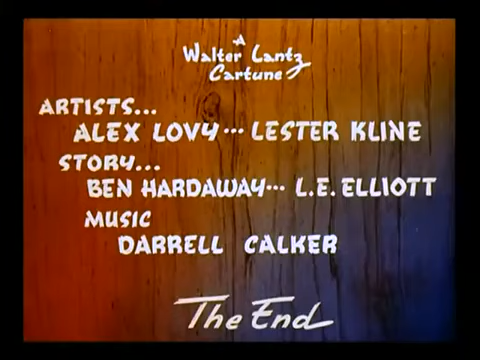 A
Walter Lantz
Cartune
ARTISTS...
ALEX LOVY... LESTER KLINE
STORY...
BEN HARDAWAY... L.E. ELLIOTT
MUSIC
DARRELL CALKER
The End